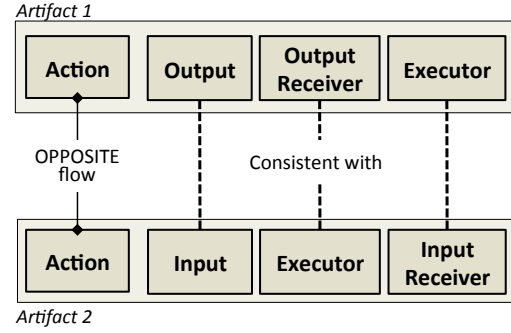 Artifact 1
Action
Output
Output
Receiver
Executor
OPPOSITE
flow
Consistent with
Action
Input
Executor
Input
Receiver
Artifact 2